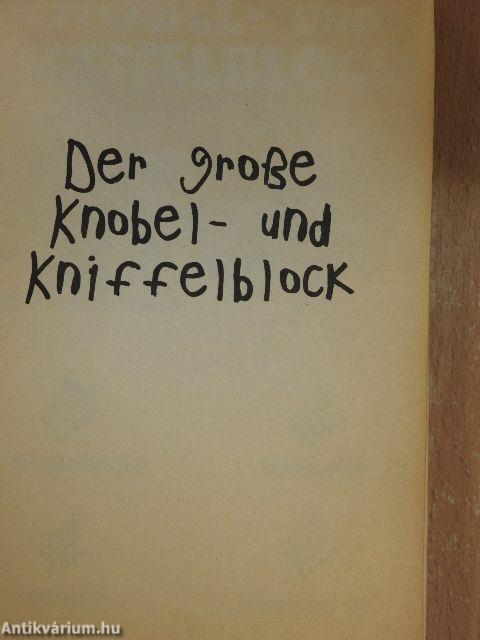 Der große
Knobel- und
Kniffelblock
Antikvárium.hu